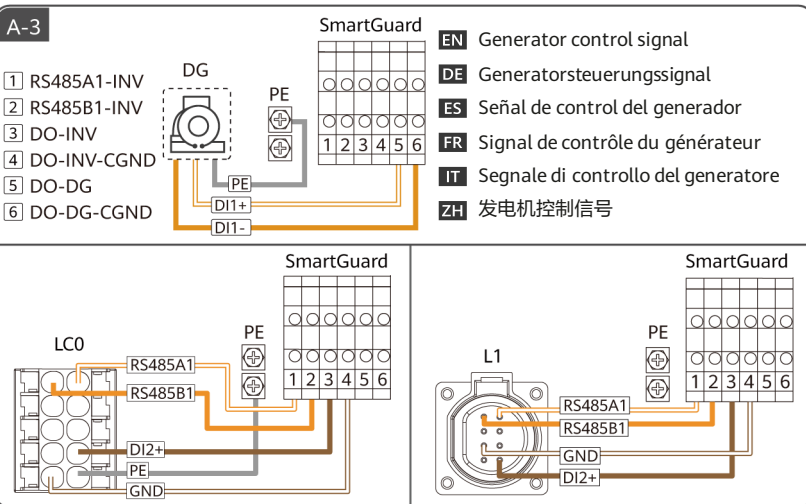 A-3
1 RS485A1-INV
2 RS485B1-INV
3 DO-INV
4 DO-INV-CGND
5 DO-DG
6 DO-DG-CGND
DG
PE
SmartGuard
1 2 3 4 5 6
PE
DI1+
DI1-
EN Generator control signal
DE Generatorsteuerungssignal
ES Señal de control del generador
FR Signal de contrôle du générateur
IT Segnale di controllo del generatore
ZH 发电机控制信号
SmartGuard
LC0
PE
1 2 3 4 5 6
RS485A1
RS485B1
DI2+
PE
GND
SmartGuard
L1
PE
1 2 3 4 5 6
RS485A1
RS485B1
GND
DI2+